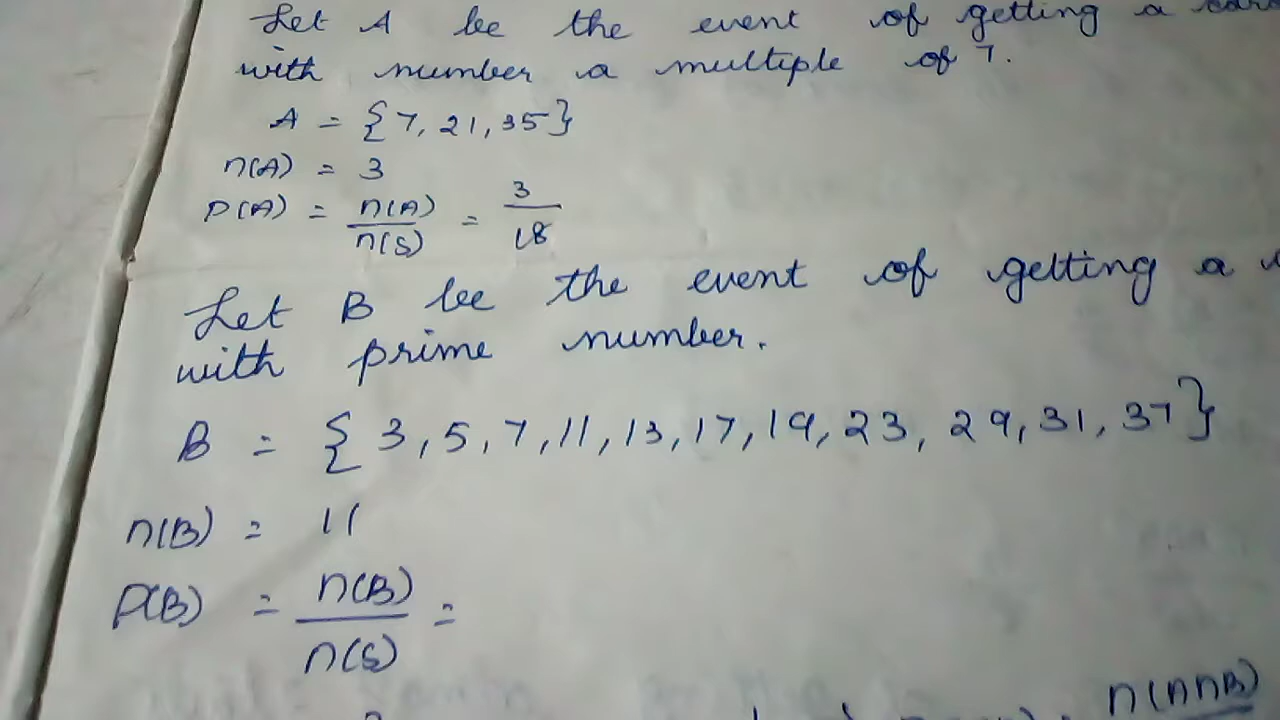 Let A be the event of getting a card
with number a multiple of 7.
A = {7, 21, 35}
n(A) = 3
P(A) = n(A)/n(S) = 3/18
Let B be the event of getting a
with prime number.
B = {3, 5, 7, 11, 13, 17, 19, 23, 29, 31, 37}
n(B) = 11
P(B) = n(B)/n(S) =
n(A∩B)